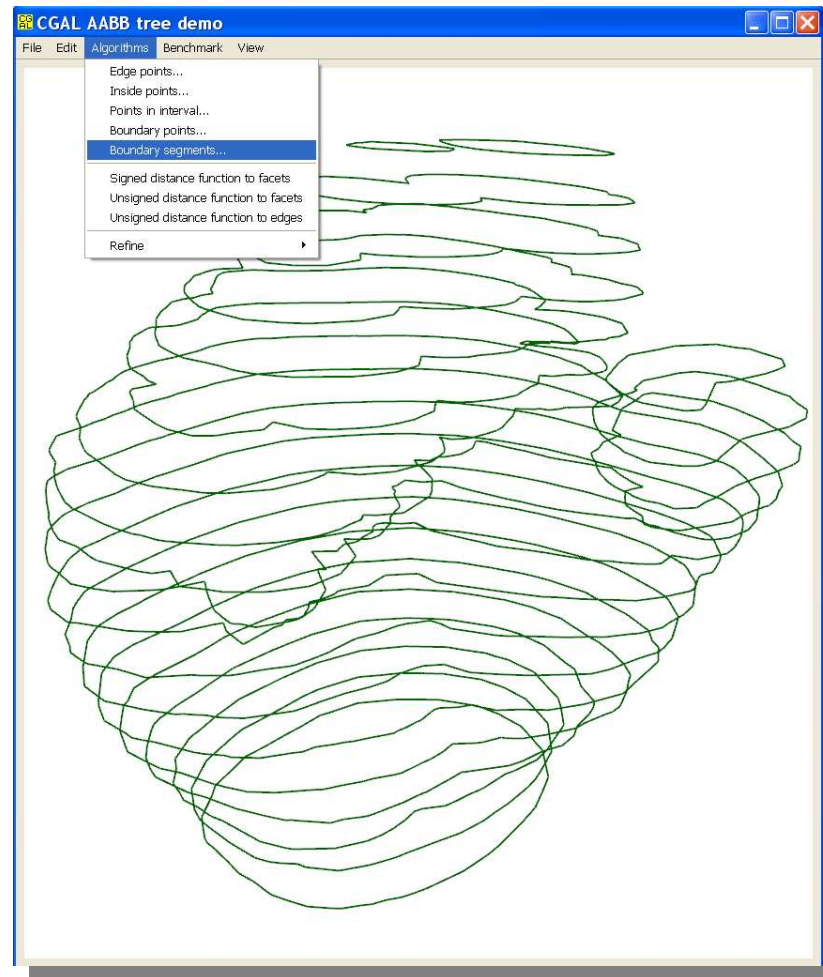 CGAL AABB tree demo
File Edit Algorithms Benchmark View
Edge points...
Inside points...
Points in interval...
Boundary points...
Boundary segments...
Signed distance function to facets
Unsigned distance function to facets
Unsigned distance function to edges
Refine